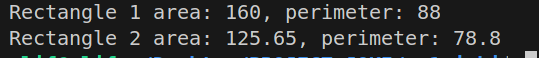 Rectangle 1 area: 160, perimeter: 88
Rectangle 2 area: 125.65, perimeter: 78.8